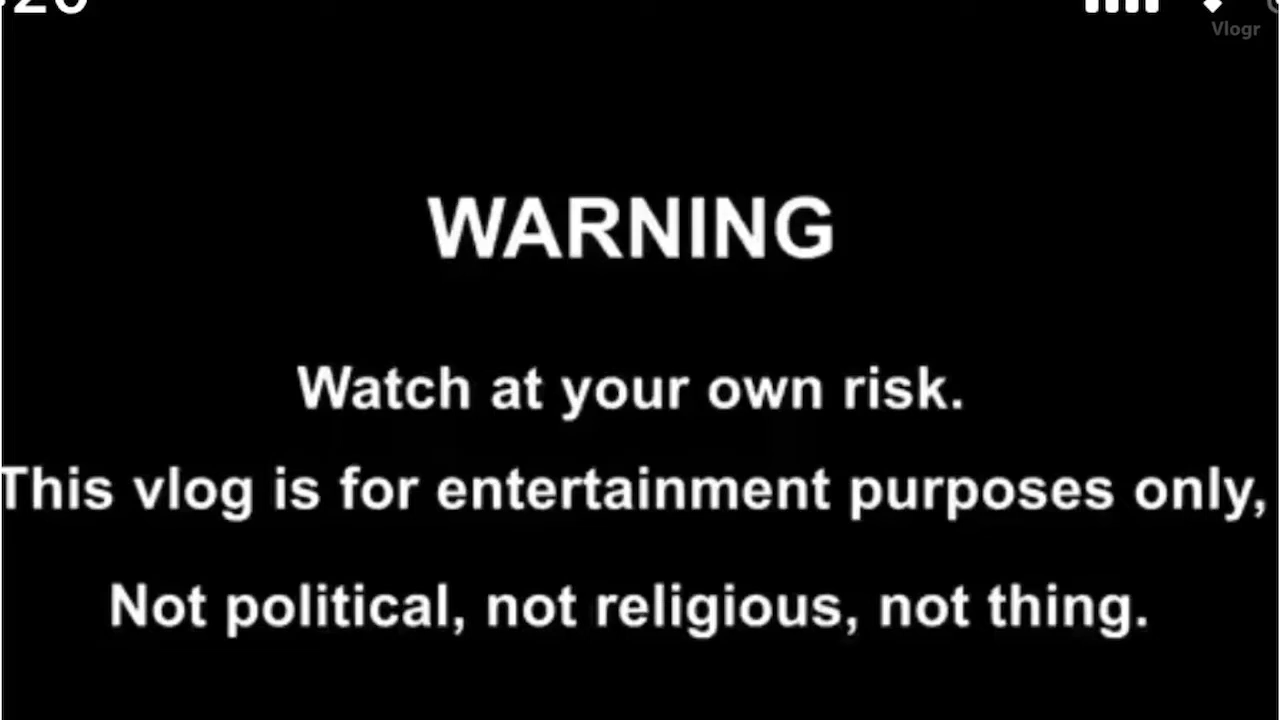 Vlogr
WARNING
Watch at your own risk.
This vlog is for entertainment purposes only,
Not political, not religious, not thing.